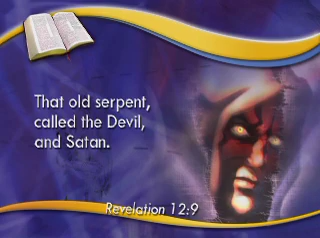 That old serpent,
called the Devil,
and Satan.
Revelation 12:9